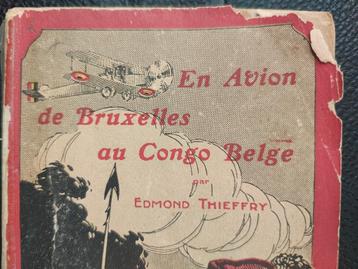 En Avion
de Bruxelles
au Congo Belge
par
EDMOND THIEFFRY